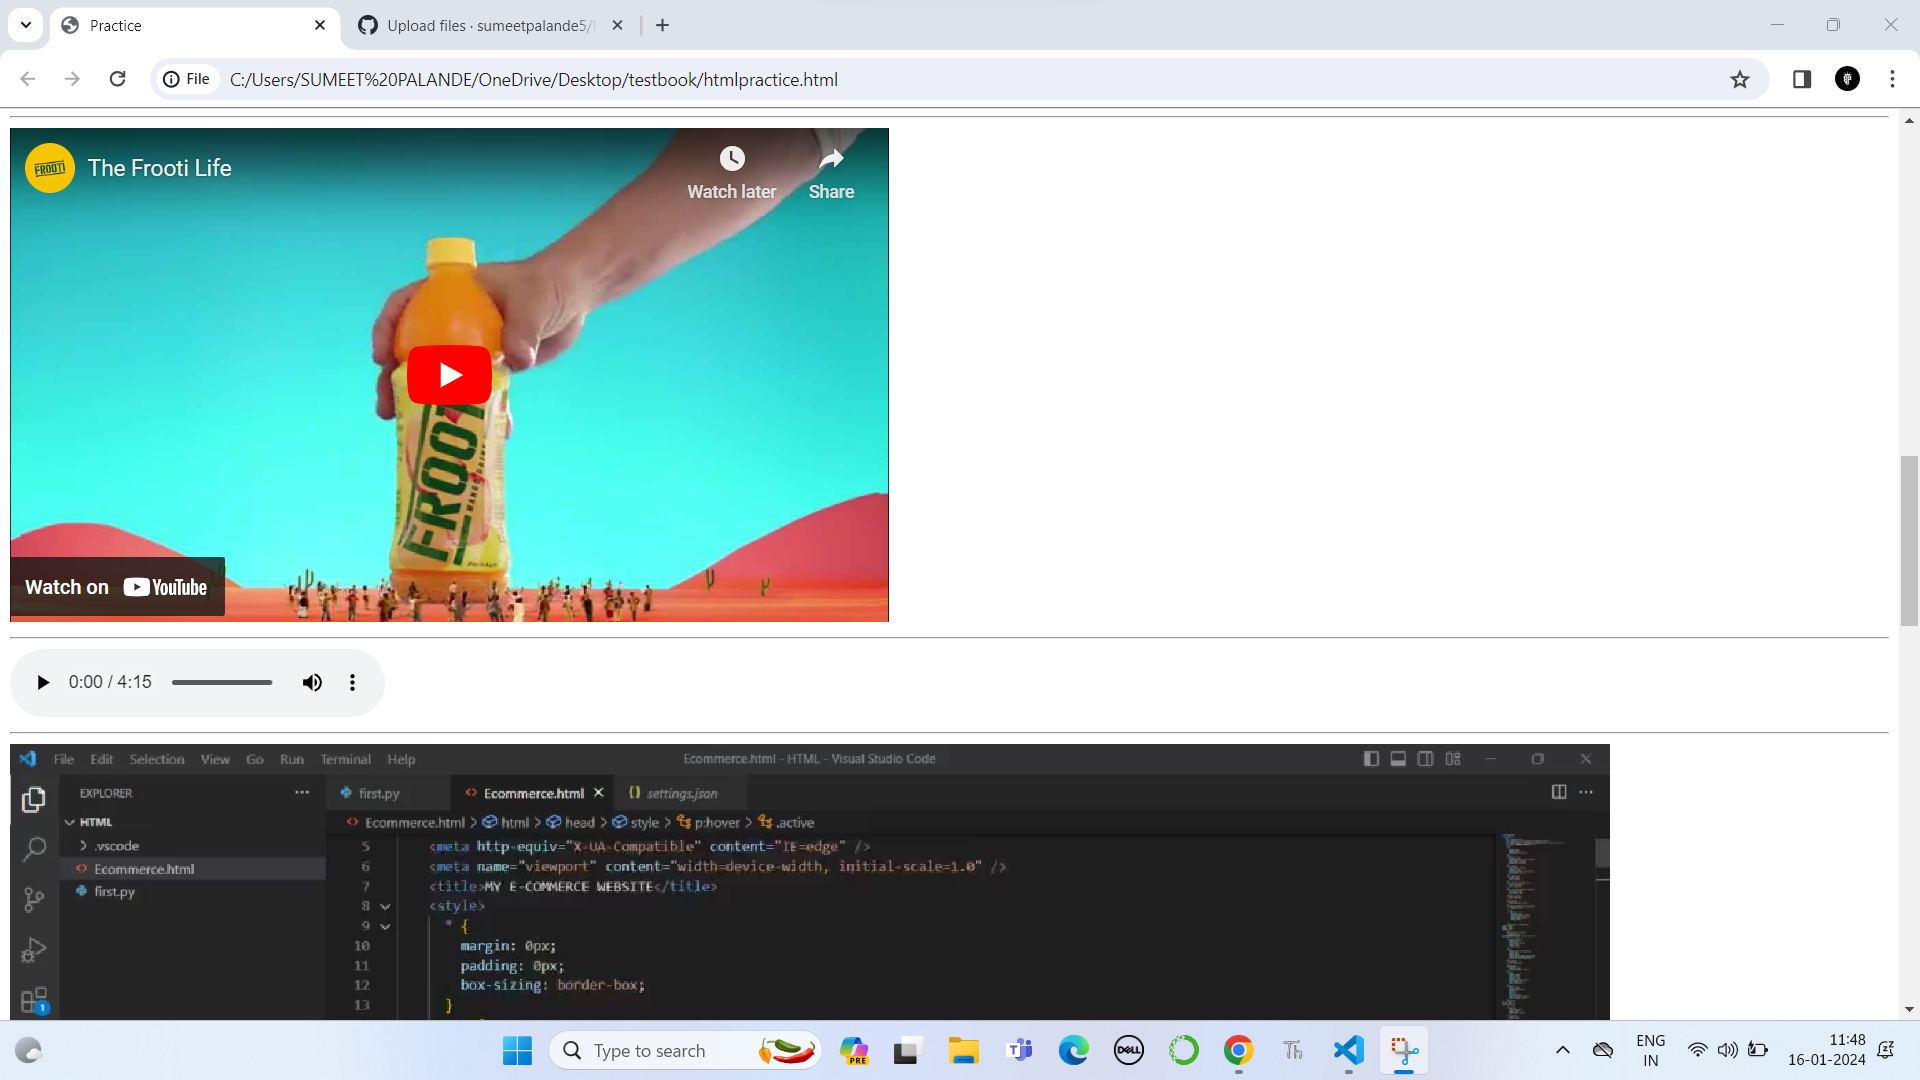 Practice
Upload files · sumeetpalande5/
File
C:/Users/SUMEET%20PALANDE/OneDrive/Desktop/testbook/htmlpractice.html
FROOTI
The Frooti Life
Watch later
Share
FROOTI
Watch on YouTube
0:00 / 4:15
File Edit Selection View Go Run Terminal Help
Ecommerce.html - HTML - Visual Studio Code
EXPLORER
first.py
Ecommerce.html
settings.json
HTML
Ecommerce.html > html > head > style > p:hover > .active
.vscode
Ecommerce.html
first.py
5 <meta http-equiv="X-UA-Compatible" content="IE=edge" />
6 <meta name="viewport" content="width=device-width, initial-scale=1.0" />
7 <title>MY E-COMMERCE WEBSITE</title>
8 <style>
9 * {
10 margin: 0px;
11 padding: 0px;
12 box-sizing: border-box;
13 }
1
Type to search
PRE
DELL
Th
ENG
IN
11:48
16-01-2024